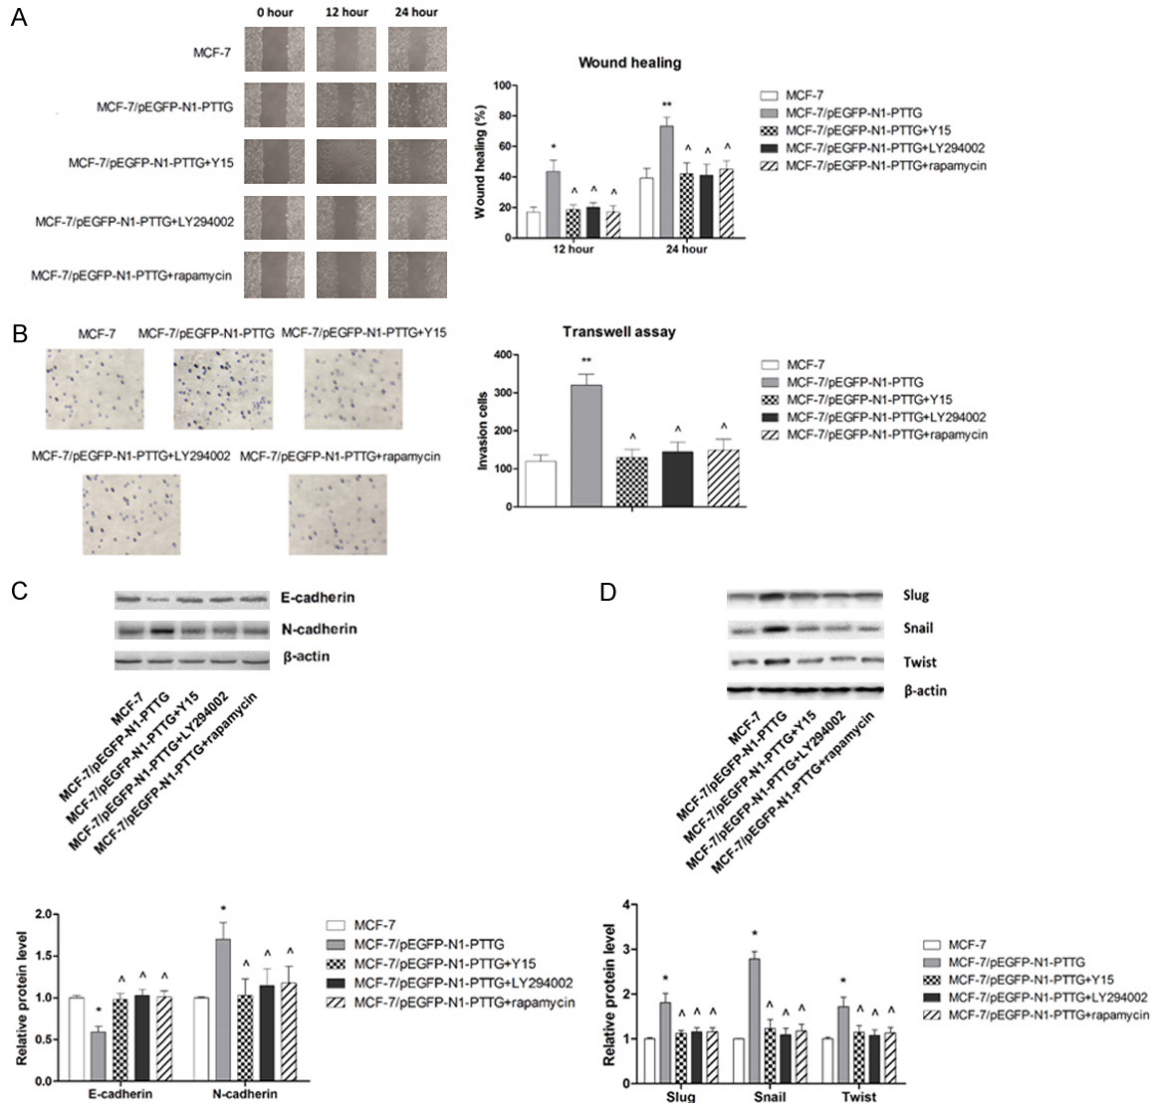 A
0 hour 12 hour 24 hour
MCF-7
MCF-7/pEGFP-N1-PTTG
MCF-7/pEGFP-N1-PTTG+Y15
MCF-7/pEGFP-N1-PTTG+LY294002
MCF-7/pEGFP-N1-PTTG+rapamycin
Wound healing
Wound healing (%)
100
80
60
40
20
0
*
^ ^ ^
**
^ ^ ^
12 hour 24 hour
MCF-7
MCF-7/pEGFP-N1-PTTG
MCF-7/pEGFP-N1-PTTG+Y15
MCF-7/pEGFP-N1-PTTG+LY294002
MCF-7/pEGFP-N1-PTTG+rapamycin
B
MCF-7 MCF-7/pEGFP-N1-PTTG MCF-7/pEGFP-N1-PTTG+Y15
MCF-7/pEGFP-N1-PTTG+LY294002 MCF-7/pEGFP-N1-PTTG+rapamycin
Transwell assay
Invasion cells
400
300
200
100
0
**
^ ^ ^
MCF-7
MCF-7/pEGFP-N1-PTTG
MCF-7/pEGFP-N1-PTTG+Y15
MCF-7/pEGFP-N1-PTTG+LY294002
MCF-7/pEGFP-N1-PTTG+rapamycin
C
E-cadherin
N-cadherin
β-actin
MCF-7
MCF-7/pEGFP-N1-PTTG
MCF-7/pEGFP-N1-PTTG+Y15
MCF-7/pEGFP-N1-PTTG+LY294002
MCF-7/pEGFP-N1-PTTG+rapamycin
Relative protein level
2.0
1.5
1.0
0.5
0.0
*
^ ^ ^
*
^ ^ ^
E-cadherin N-cadherin
MCF-7
MCF-7/pEGFP-N1-PTTG
MCF-7/pEGFP-N1-PTTG+Y15
MCF-7/pEGFP-N1-PTTG+LY294002
MCF-7/pEGFP-N1-PTTG+rapamycin
D
Slug
Snail
Twist
β-actin
MCF-7
MCF-7/pEGFP-N1-PTTG
MCF-7/pEGFP-N1-PTTG+Y15
MCF-7/pEGFP-N1-PTTG+LY294002
MCF-7/pEGFP-N1-PTTG+rapamycin
Relative protein level
4
3
2
1
0
*
^ ^ ^
*
^ ^ ^
*
^ ^ ^
Slug Snail Twist
MCF-7
MCF-7/pEGFP-N1-PTTG
MCF-7/pEGFP-N1-PTTG+Y15
MCF-7/pEGFP-N1-PTTG+LY294002
MCF-7/pEGFP-N1-PTTG+rapamycin